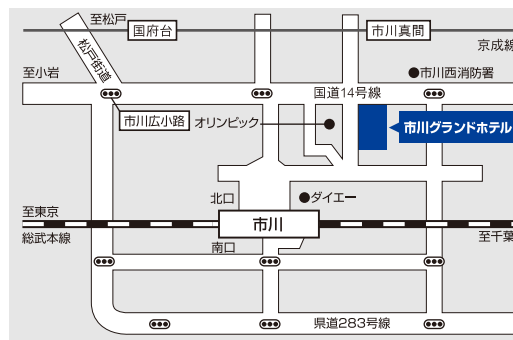 至松戸
国府台
市川真間
京成線
松戸街道
至小岩
市川西消防署
国道14号線
市川広小路
オリンピック
市川グランドホテル
北口
ダイエー
至東京
市川
総武本線
至千葉
南口
県道283号線